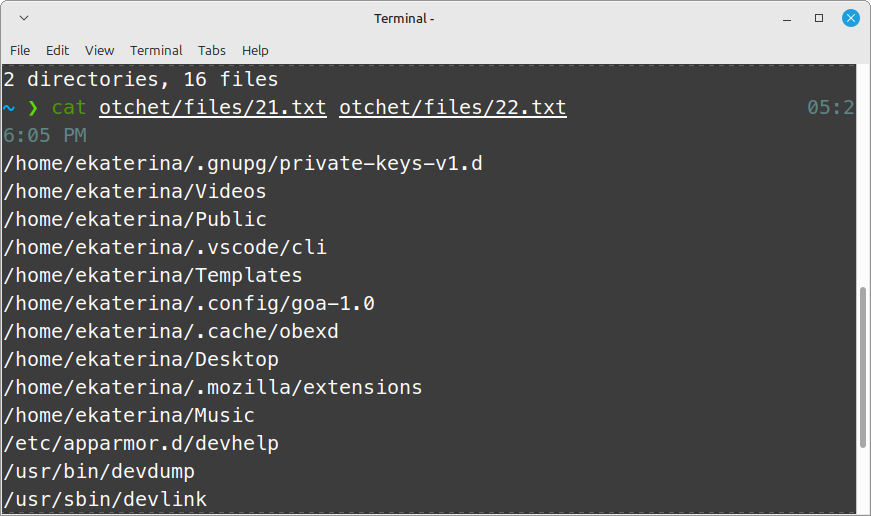 Terminal -
File Edit View Terminal Tabs Help
2 directories, 16 files
~ ❯ cat otchet/files/21.txt otchet/files/22.txt 05:2
6:05 PM
/home/ekaterina/.gnupg/private-keys-v1.d
/home/ekaterina/Videos
/home/ekaterina/Public
/home/ekaterina/.vscode/cli
/home/ekaterina/Templates
/home/ekaterina/.config/goa-1.0
/home/ekaterina/.cache/obexd
/home/ekaterina/Desktop
/home/ekaterina/.mozilla/extensions
/home/ekaterina/Music
/etc/apparmor.d/devhelp
/usr/bin/devdump
/usr/sbin/devlink